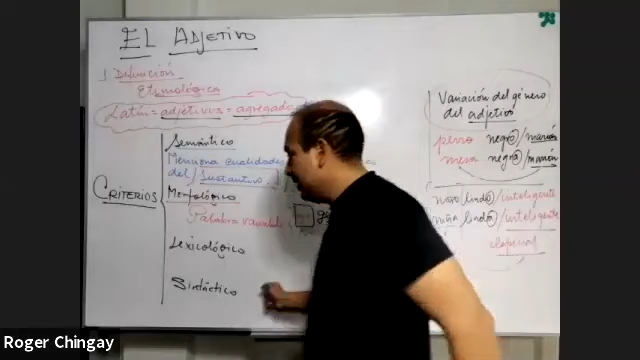 EL ADJETIVO
1 Definición
Etimológica
Latín = adjetivus = agregado
CRITERIOS
Semántico
Menciona cualidades
del / sustantivo.
Morfológico
Palabra variable
Lexicológico
Sintáctico
Variación del género
del adjetivo
perro negro / marrón
mesa negra / marrón
niño lindo / inteligente
niña linda / inteligente
Roger Chingay